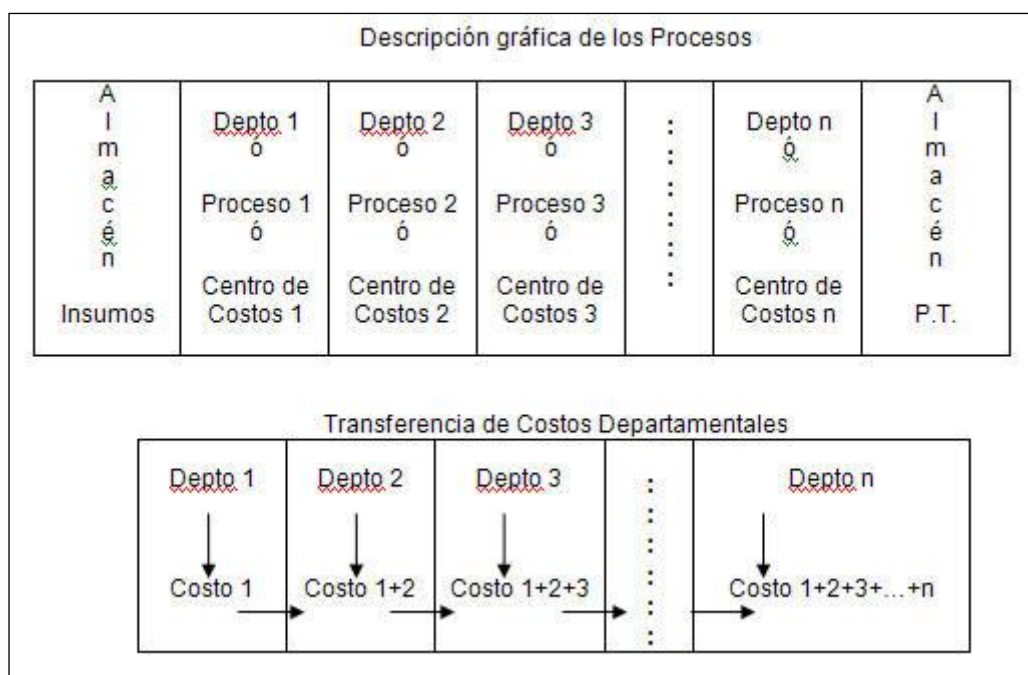 Descripción gráfica de los Procesos
Almacén
Insumos
Depto 1
ó
Proceso 1
ó
Centro de
Costos 1
Depto 2
ó
Proceso 2
ó
Centro de
Costos 2
Depto 3
ó
Proceso 3
ó
Centro de
Costos 3
:
:
:
:
:
:
Depto n
ó
Proceso n
ó
Centro de
Costos n
Almacén
P.T.
Transferencia de Costos Departamentales
Depto 1
Depto 2
Depto 3
:
:
:
:
:
:
Depto n
Costo 1
Costo 1+2
Costo 1+2+3
Costo 1+2+3+...+n